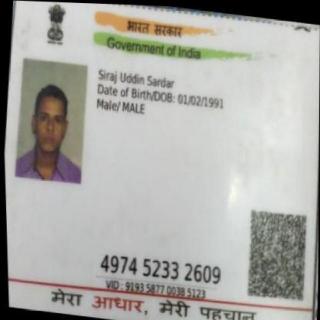 भारत सरकार
Government of India
Siraj Uddin Sardar
Date of Birth/DOB: 01/02/1991
Male/ MALE
4974 5233 2609
VID : 9193 5877 0038 5123
मेरा आधार, मेरी पहचान